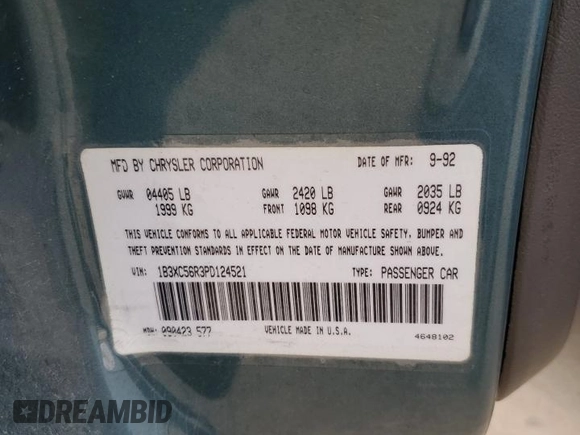 MFD BY CHRYSLER CORPORATION DATE OF MFR: 9-92
GVWR 04405 LB GAWR 2420 LB GAWR 2035 LB
1999 KG FRONT 1098 KG REAR 0924 KG
THIS VEHICLE CONFORMS TO ALL APPLICABLE FEDERAL MOTOR VEHICLE SAFETY, BUMPER AND
THEFT PREVENTION STANDARDS IN EFFECT ON THE DATE OF MANUFACTURE SHOWN ABOVE.
VIN: 1B3XC56R3PD124521 TYPE: PASSENGER CAR
MDH: 090423 577 VEHICLE MADE IN U.S.A. 4648102
DREAMBID